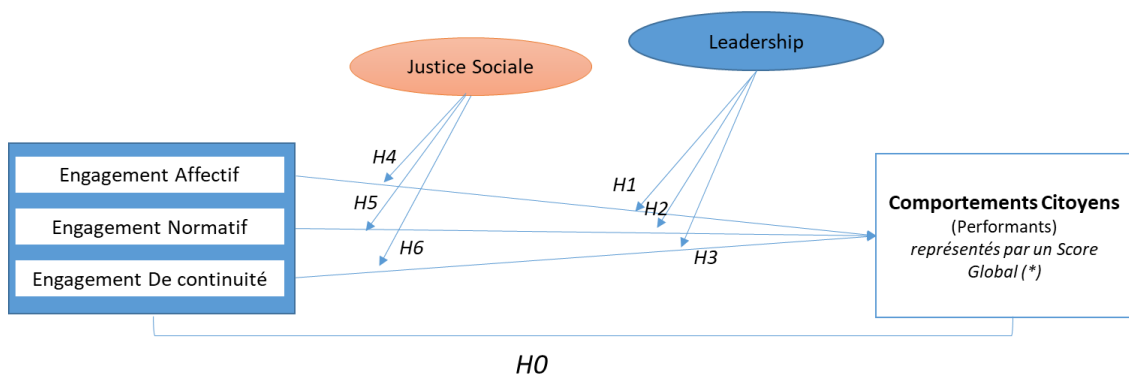 Leadership
Justice Sociale
H4
Engagement Affectif
H1
H5
H2
Engagement Normatif
H6
H3
Engagement De continuité
Comportements Citoyens
(Performants)
représentés par un Score
Global (*)
H0